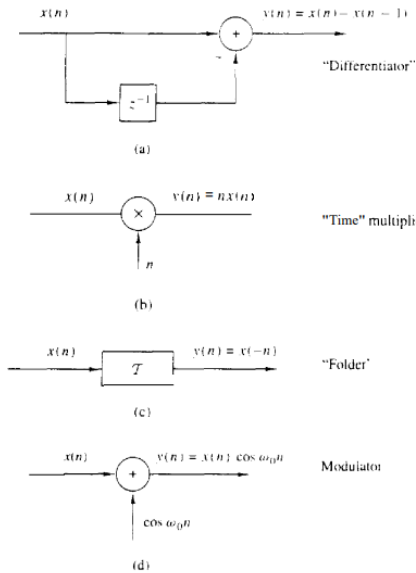 x(n)
y(n) = x(n) − x(n − 1)
+
−
"Differentiator"
z⁻¹
(a)
x(n)
y(n) = nx(n)
×
"Time" multipli
n
(b)
x(n)
y(n) = x(−n)
"Folder'
𝒯
(c)
x(n)
y(n) = x(n) cos ω₀n
Modulator
+
cos ω₀n
(d)